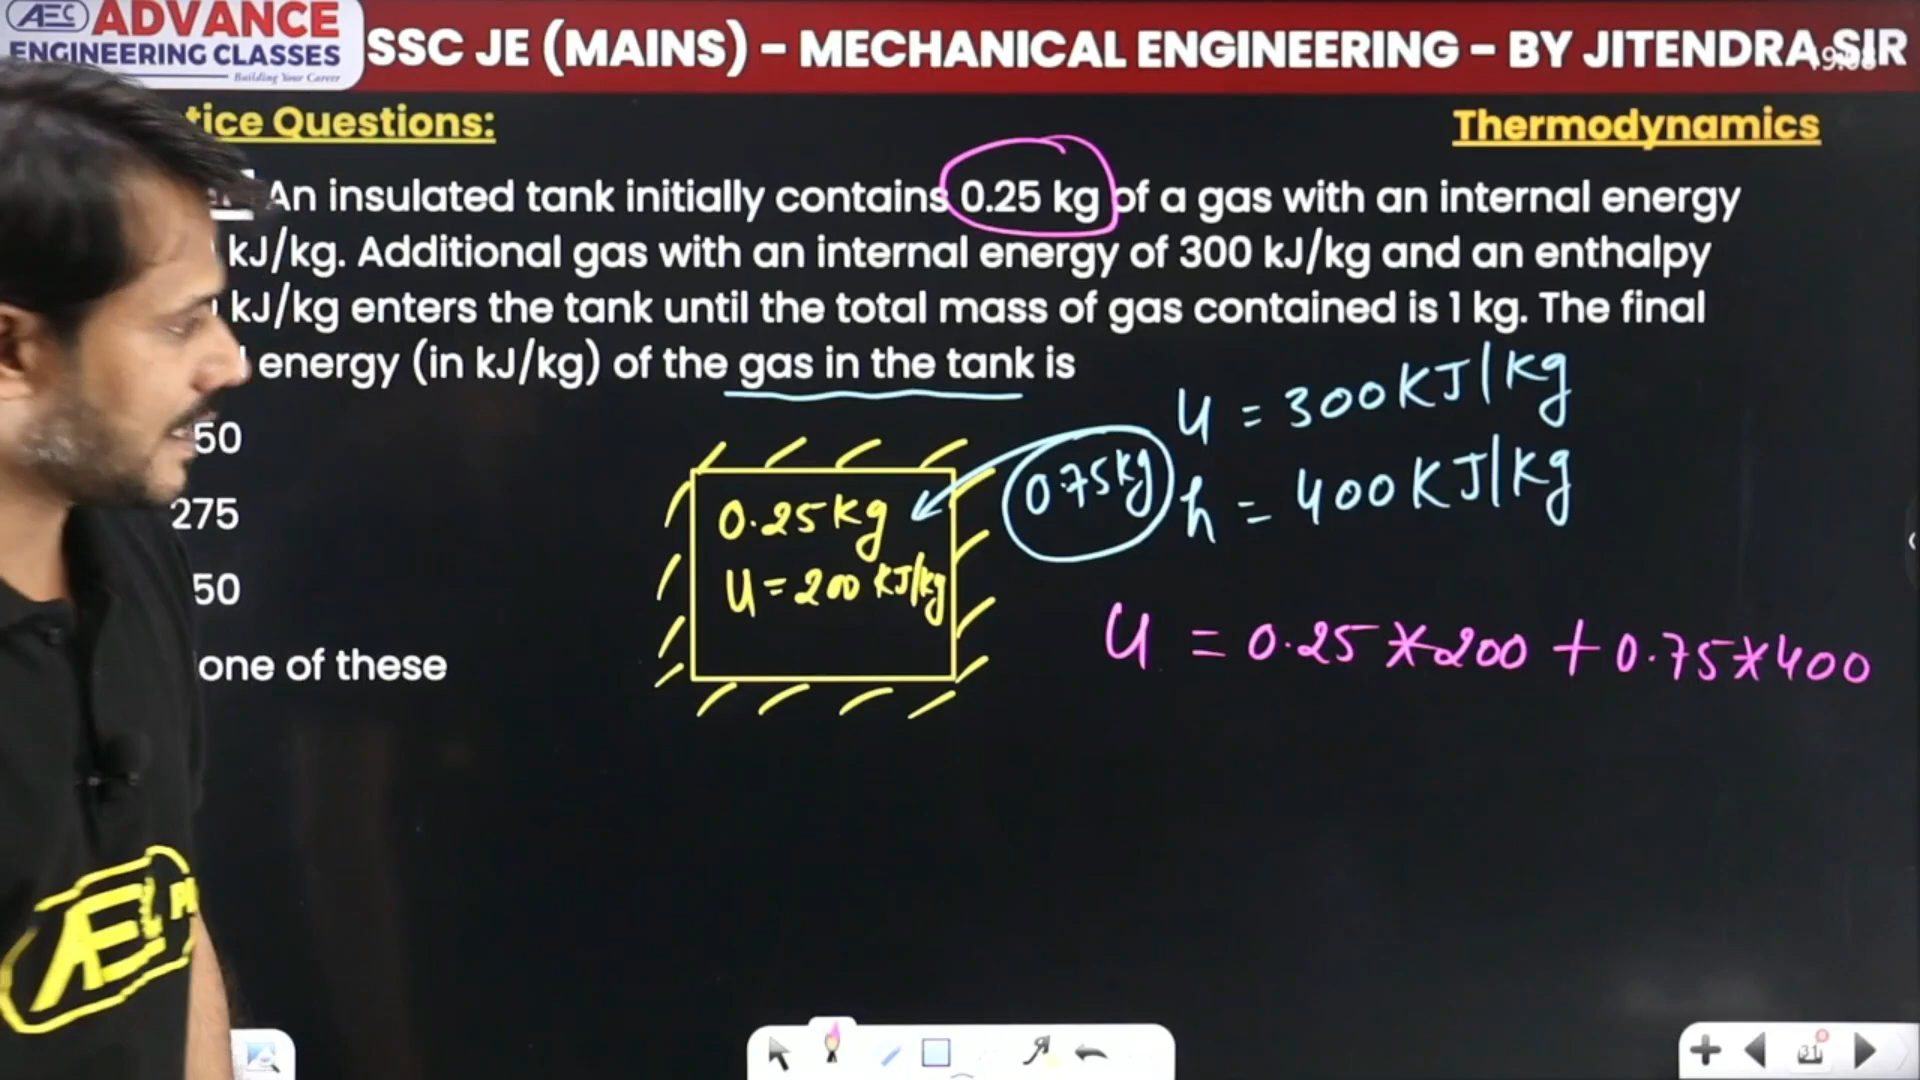 AEC ADVANCE
ENGINEERING CLASSES
Building Your Career
SSC JE (MAINS) – MECHANICAL ENGINEERING – BY JITENDRA SIR
tice Questions:
Thermodynamics
An insulated tank initially contains 0.25 kg of a gas with an internal energy
kJ/kg. Additional gas with an internal energy of 300 kJ/kg and an enthalpy
kJ/kg enters the tank until the total mass of gas contained is 1 kg. The final
energy (in kJ/kg) of the gas in the tank is
50
275
50
one of these
0.25 kg
u = 200 KJ/kg
0.75kg
u = 300KJ/kg
h = 400KJ/kg
u = 0.25*200 + 0.75*400
31